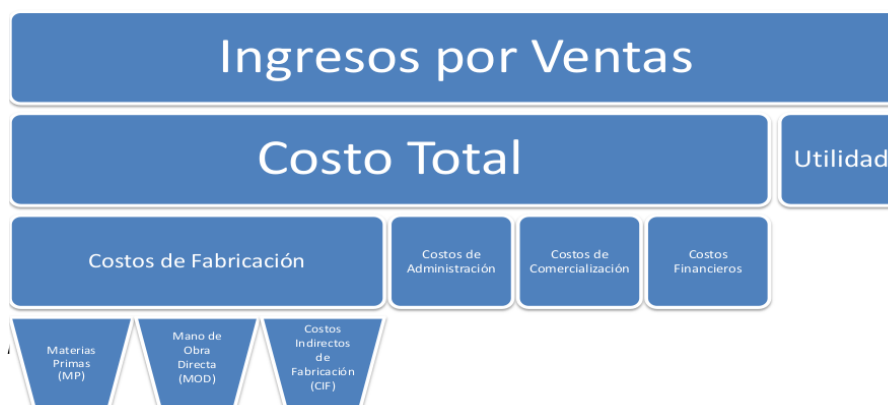 Ingresos por Ventas
Costo Total
Utilidad
Costos de Fabricación
Costos de
Administración
Costos de
Comercialización
Costos
Financieros
Materias
Primas
(MP)
Mano de
Obra
Directa
(MOD)
Costos
Indirectos
de
Fabricación
(CIF)